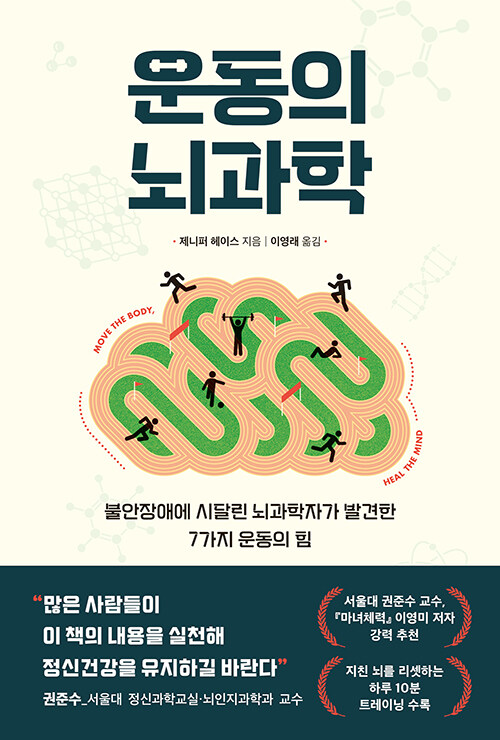 운동의
뇌과학
· 제니퍼 헤이스 지음 | 이영래 옮김 ·
MOVE THE BODY,
HEAL THE MIND
불안장애에 시달린 뇌과학자가 발견한
7가지 운동의 힘
“많은 사람들이
이 책의 내용을 실천해
정신건강을 유지하길 바란다”
권준수_서울대 정신과학교실·뇌인지과학과 교수
서울대 권준수 교수,
『마녀체력』 이영미 저자
강력 추천
지친 뇌를 리셋하는
하루 10분
트레이닝 수록